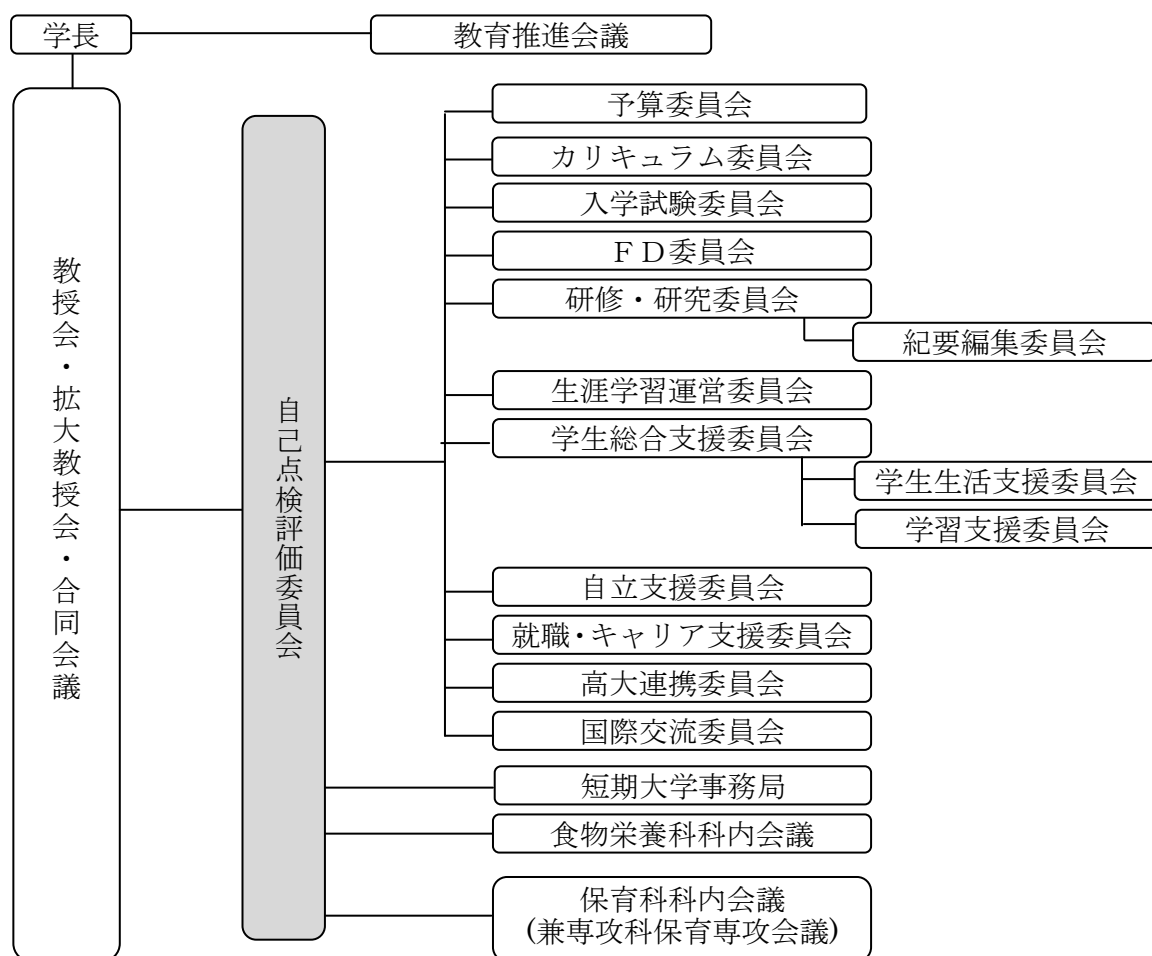 学長
教育推進会議
教授会・拡大教授会・合同会議
自己点検評価委員会
予算委員会
カリキュラム委員会
入学試験委員会
ＦＤ委員会
研修・研究委員会
紀要編集委員会
生涯学習運営委員会
学生総合支援委員会
学生生活支援委員会
学習支援委員会
自立支援委員会
就職・キャリア支援委員会
高大連携委員会
国際交流委員会
短期大学事務局
食物栄養科科内会議
保育科科内会議
(兼専攻科保育専攻会議)